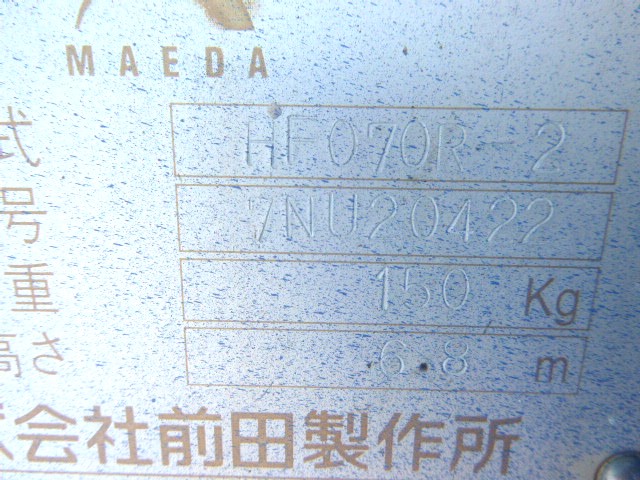 MAEDA
式 HF070R-2
号 7NU20422
重 150 Kg
高さ 6.8 m
式会社前田製作所